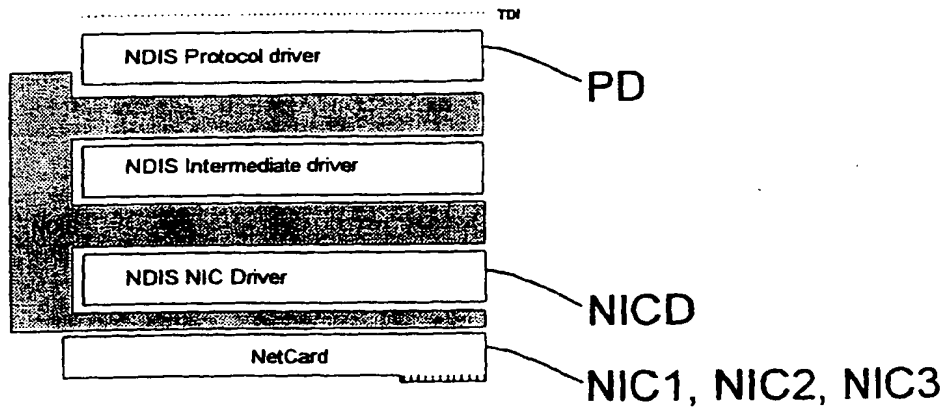 TDI
NDIS Protocol driver
PD
NDIS Intermediate driver
NDIS NIC Driver
NICD
NetCard
NIC1, NIC2, NIC3